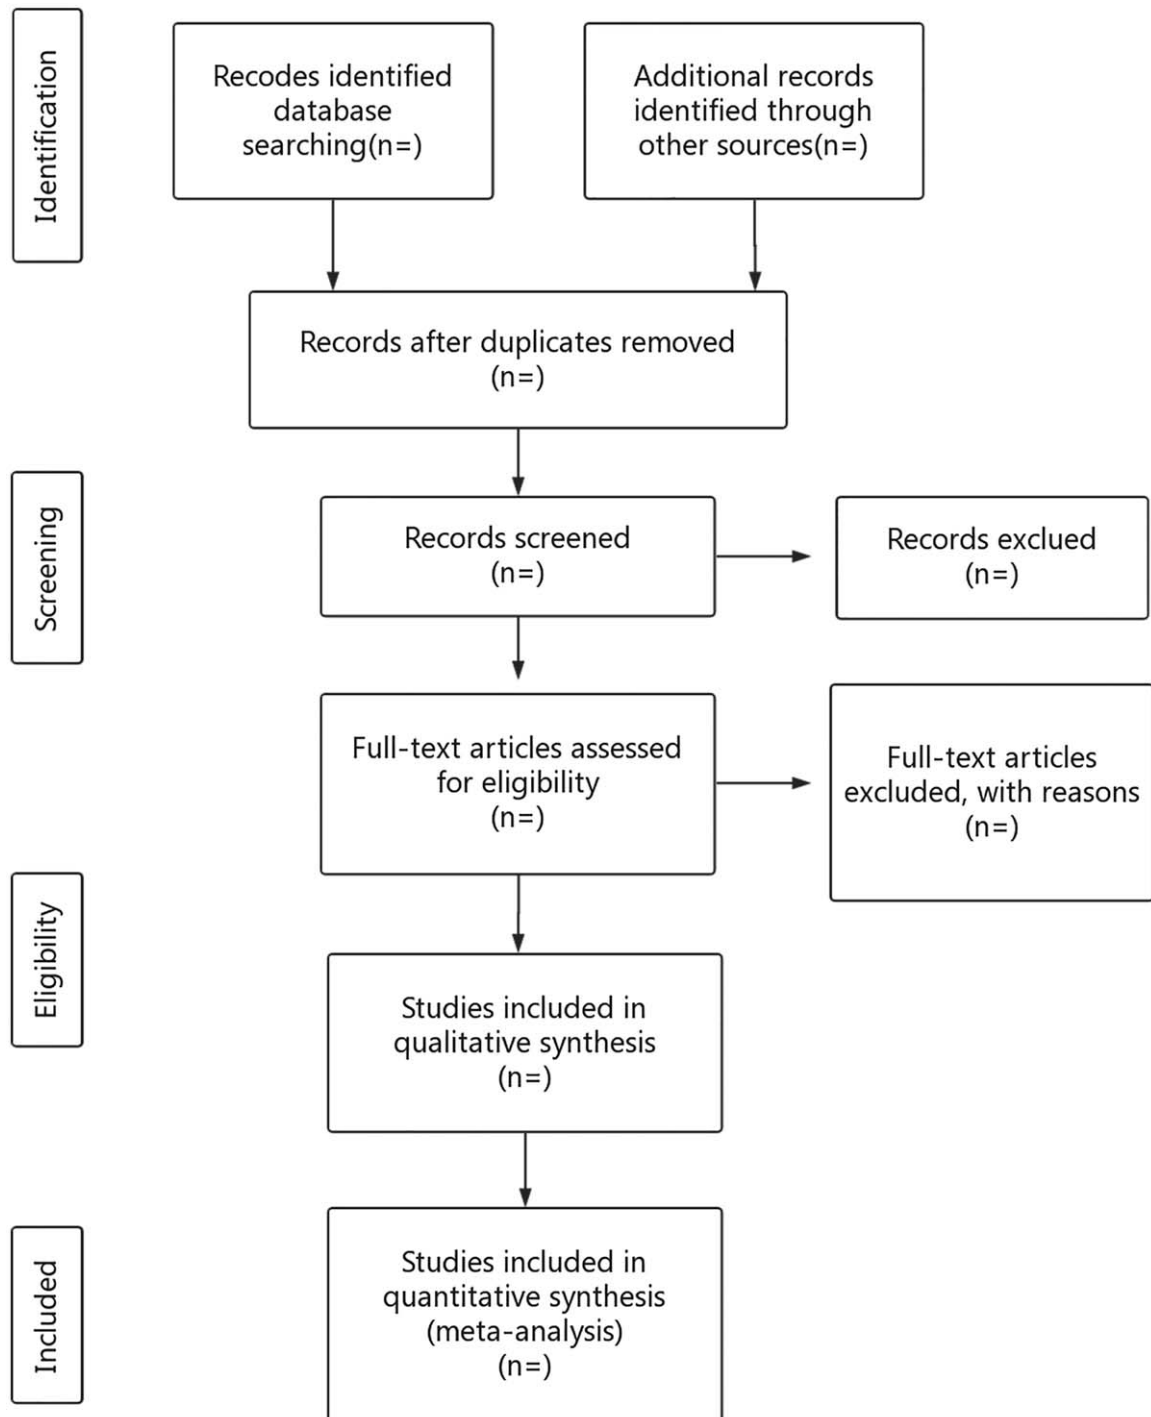 Identification
Recodes identified
database
searching(n=)
Additional records
identified through
other sources(n=)
Records after duplicates removed
(n=)
Screening
Records screened
(n=)
Records exclued
(n=)
Full-text articles assessed
for eligibility
(n=)
Full-text articles
excluded, with reasons
(n=)
Eligibility
Studies included in
qualitative synthesis
(n=)
Included
Studies included in
quantitative synthesis
(meta-analysis)
(n=)